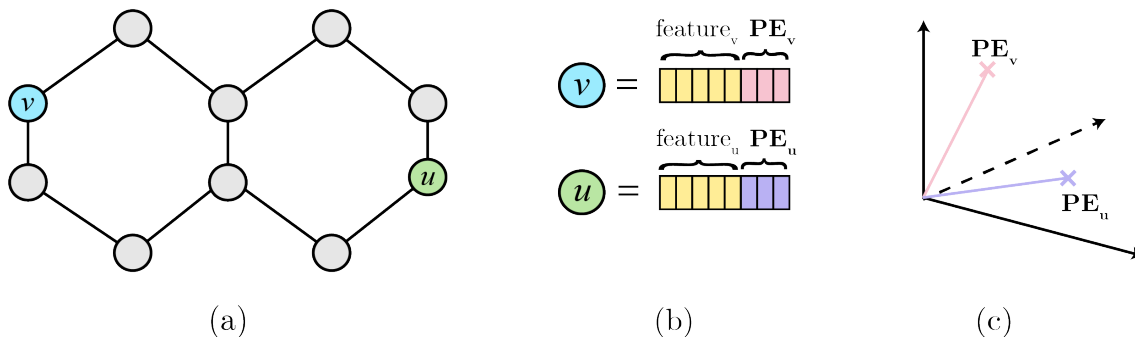 v
u
(a)
feature_v PE_v
v =
feature_u PE_u
u =
(b)
PE_v
PE_u
(c)